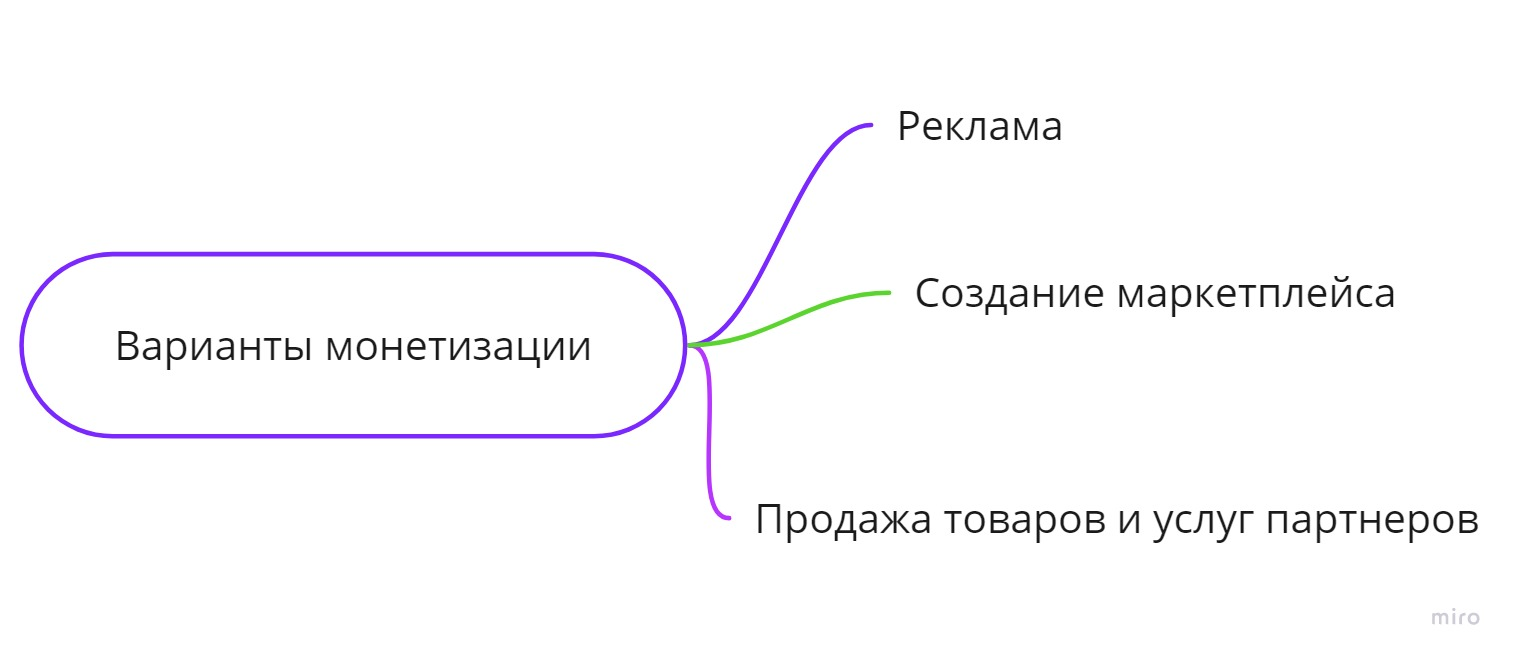 Реклама
Создание маркетплейса
Варианты монетизации
Продажа товаров и услуг партнеров
miro